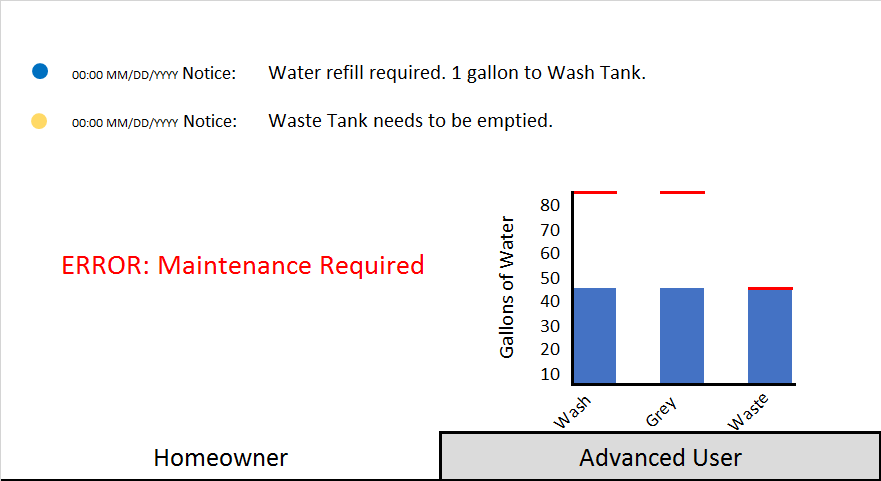 00:00 MM/DD/YYYY Notice: Water refill required. 1 gallon to Wash Tank.
00:00 MM/DD/YYYY Notice: Waste Tank needs to be emptied.
ERROR: Maintenance Required
Gallons of Water
80
70
60
50
40
30
20
10
Wash Grey Waste
Homeowner Advanced User